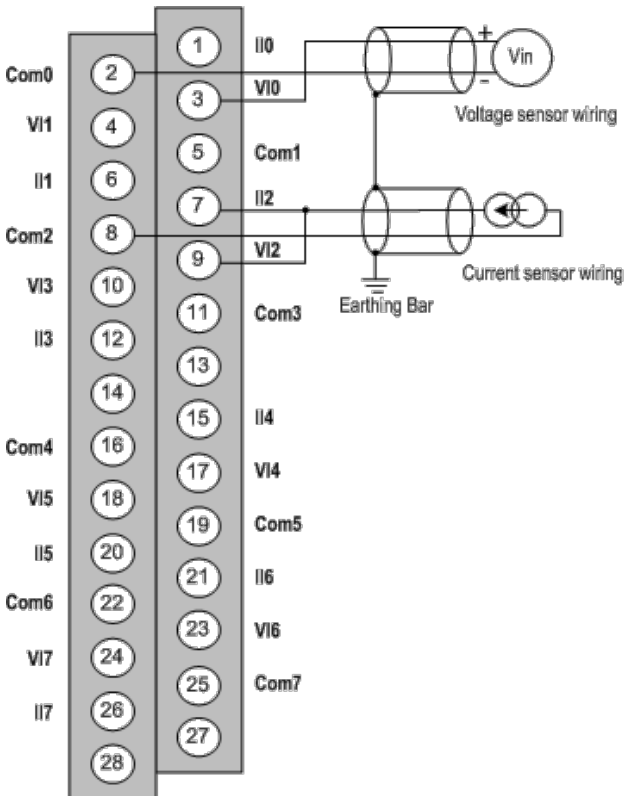 1 II0
Com0 2
3 VI0
+
Vin
-
Voltage sensor wiring
VI1 4
5 Com1
II1 6
7 II2
Com2 8
9 VI2
Current sensor wiring
VI3 10
Earthing Bar
11 Com3
II3 12
13
14
15 II4
Com4 16
17 VI4
VI5 18
19 Com5
II5 20
21 II6
Com6 22
23 VI6
VI7 24
25 Com7
II7 26
27
28